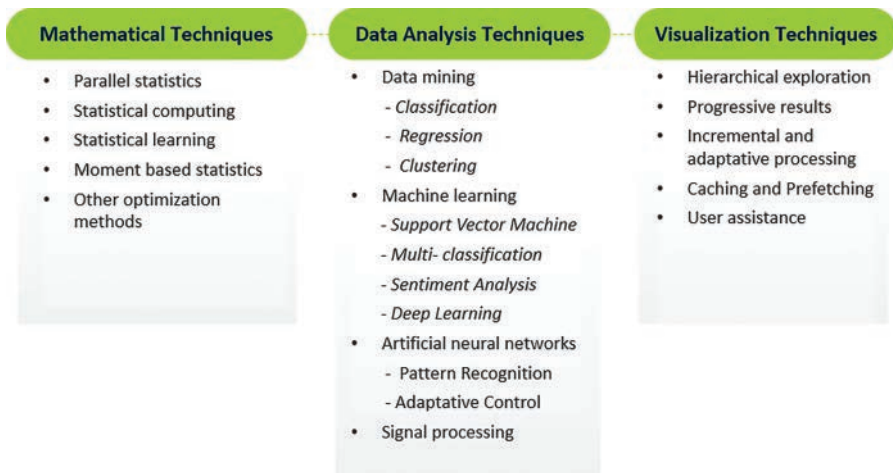 Mathematical Techniques
• Parallel statistics
• Statistical computing
• Statistical learning
• Moment based statistics
• Other optimization
methods
Data Analysis Techniques
• Data mining
- Classification
- Regression
- Clustering
• Machine learning
- Support Vector Machine
- Multi- classification
- Sentiment Analysis
- Deep Learning
• Artificial neural networks
- Pattern Recognition
- Adaptative Control
• Signal processing
Visualization Techniques
• Hierarchical exploration
• Progressive results
• Incremental and
adaptative processing
• Caching and Prefetching
• User assistance